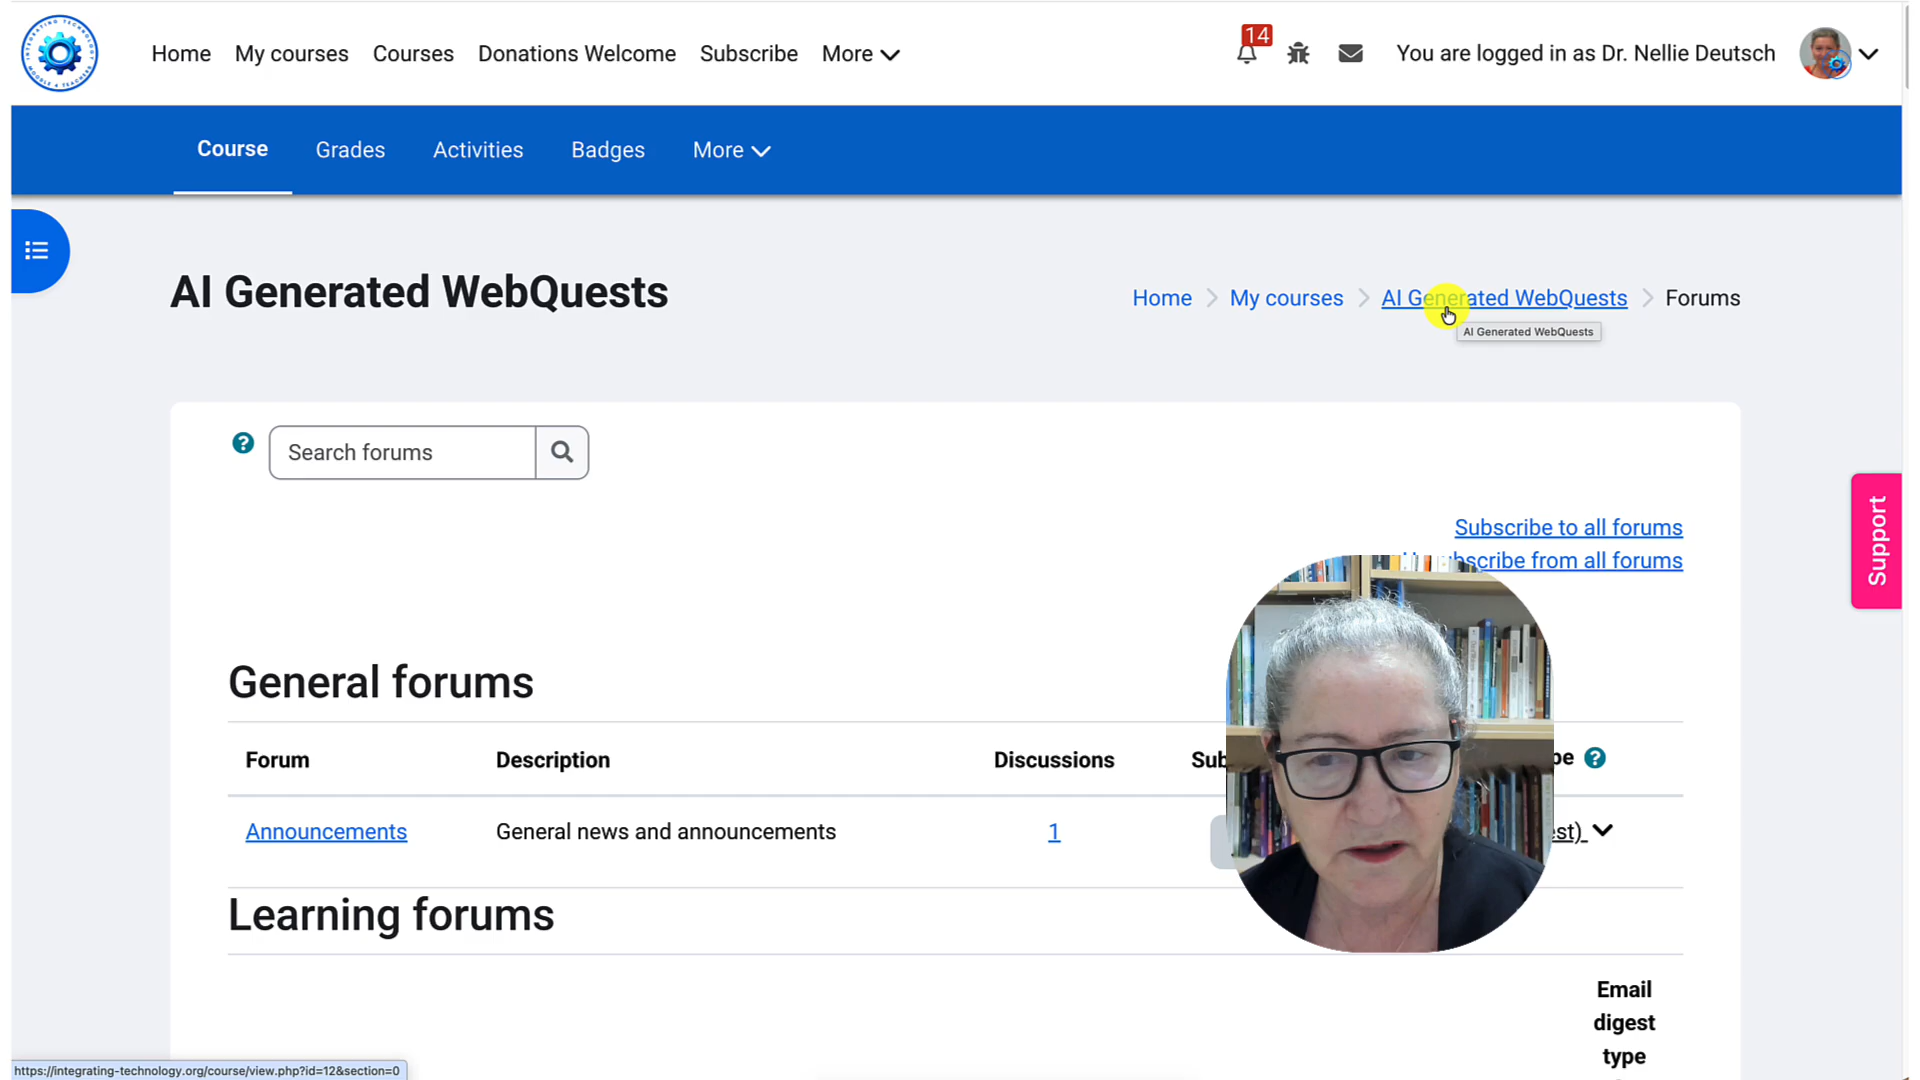 Home My courses Courses Donations Welcome Subscribe More 14 You are logged in as Dr. Nellie Deutsch
Course Grades Activities Badges More
AI Generated WebQuests
Home My courses AI Generated WebQuests Forums
AI Generated WebQuests
Search forums
Support
Subscribe to all forums
scribe from all forums
General forums
Forum Description Discussions Sub pe
Announcements General news and announcements 1 est)
Learning forums
Email
digest
type
https://integrating-technology.org/course/view.php?id=12&section=0